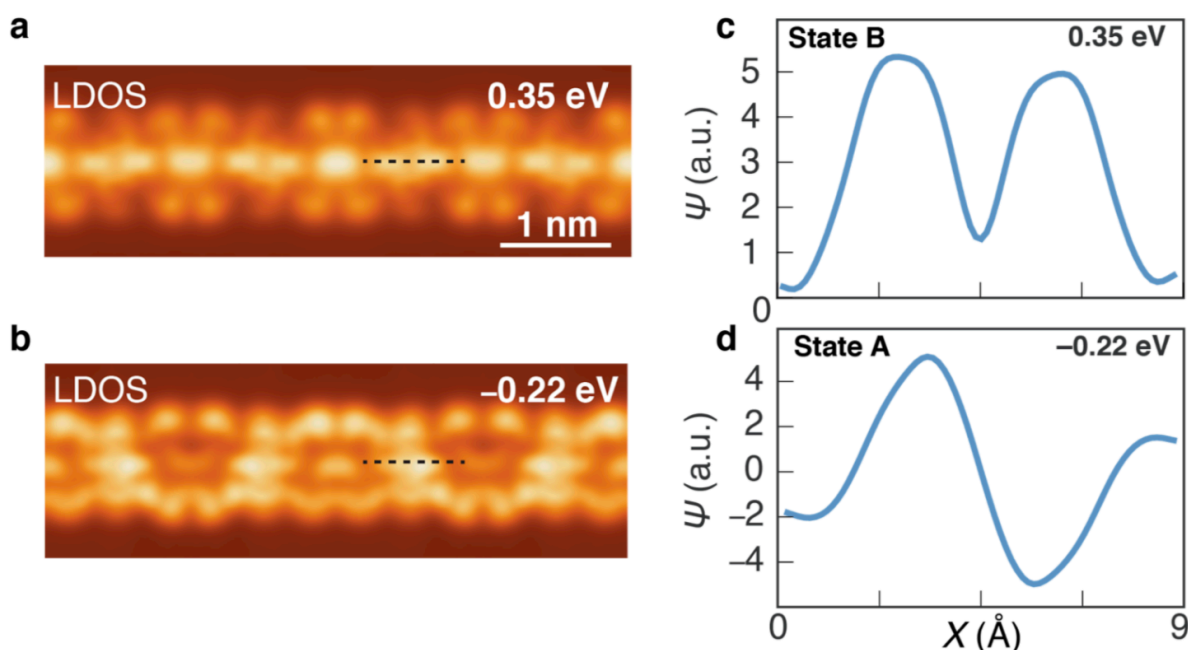 a
LDOS
0.35 eV
1 nm
b
LDOS
–0.22 eV
c
State B
0.35 eV
5
4
3
2
1
0
Ψ (a.u.)
d
State A
–0.22 eV
4
2
0
–2
–4
Ψ (a.u.)
0
X (Å)
9